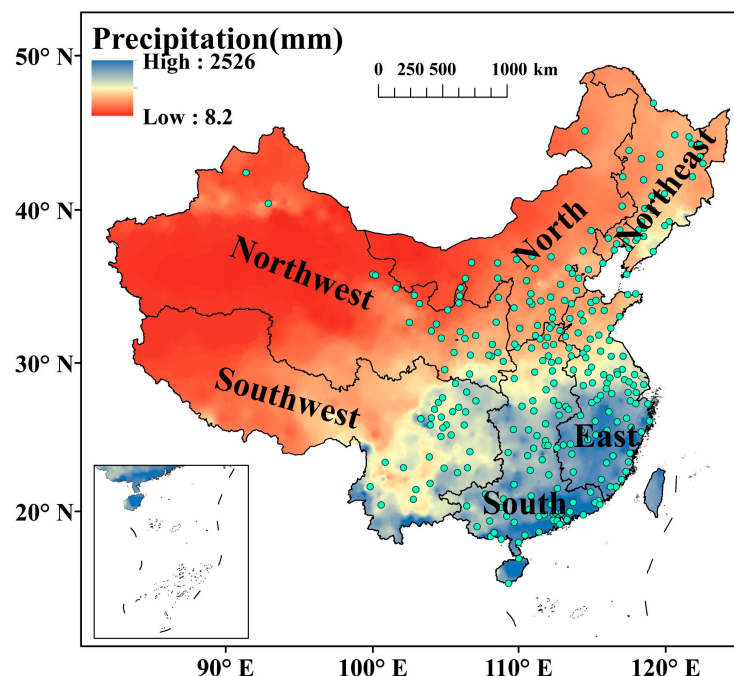 Precipitation(mm)
High : 2526
Low : 8.2
0 250 500 1000 km
50° N
40° N
30° N
20° N
Northeast
North
Northwest
Southwest
East
South
90° E 100° E 110° E 120° E